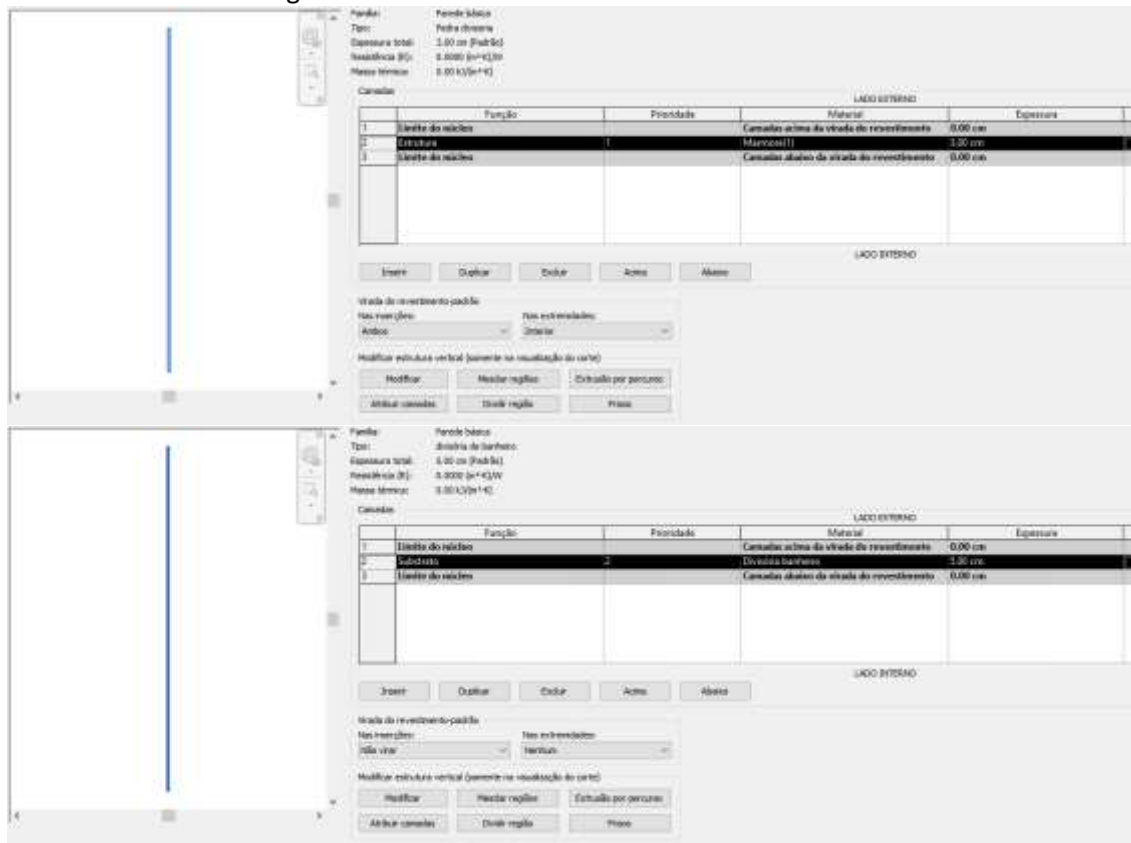 Família: Parede básica
Tipo: Pedra divisoria
Espessura total: 3.00 cm (Padrão)
Resistência (R): 0.0000 (m²·K)/W
Massa térmica: 0.00 kJ/(m²·K)
Camadas
LADO EXTERNO
Função Prioridade Material Espessura
1 Limite do núcleo Camadas acima da virada do revestimento 0.00 cm
2 Estrutura 1 3.00 cm
3 Limite do núcleo Camadas abaixo da virada do revestimento 0.00 cm
LADO INTERNO
Inserir Duplicar Excluir Acima Abaixo
Virada do revestimento-padrão
Nas inserções: Nas extremidades:
Ambos Interior
Modificar estrutura vertical (somente na visualização do corte)
Modificar Mesclar regiões Extrusão por percurso
Atribuir camadas Dividir região Frisos
Família: Parede básica
Tipo: divisória de banheiro
Espessura total: 5.00 cm (Padrão)
Resistência (R): 0.0000 (m²·K)/W
Massa térmica: 0.00 kJ/(m²·K)
Camadas
LADO EXTERNO
Função Prioridade Material Espessura
1 Limite do núcleo Camadas acima da virada do revestimento 0.00 cm
2 Substrato 2 Divisória banheiro 5.00 cm
3 Limite do núcleo Camadas abaixo da virada do revestimento 0.00 cm
LADO INTERNO
Inserir Duplicar Excluir Acima Abaixo
Virada do revestimento-padrão
Nas inserções: Nas extremidades:
Não virar Nenhum
Modificar estrutura vertical (somente na visualização do corte)
Modificar Mesclar regiões Extrusão por percurso
Atribuir camadas Dividir região Frisos